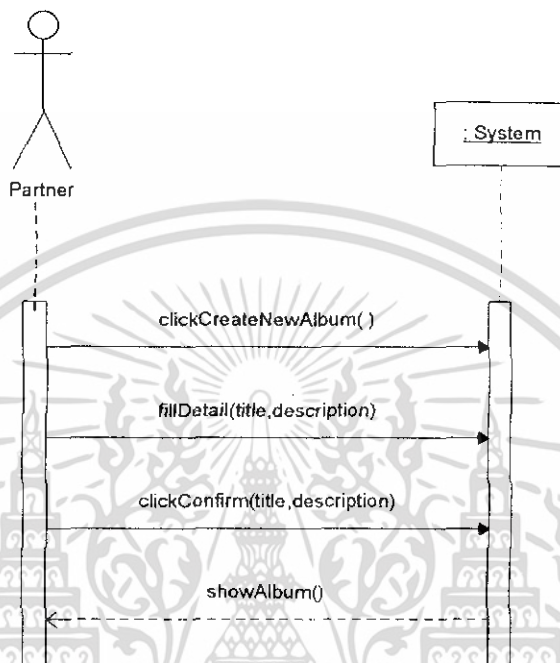 : System
Partner
clickCreateNewAlbum( )
fillDetail(title,description)
clickConfirm(title,description)
showAlbum()